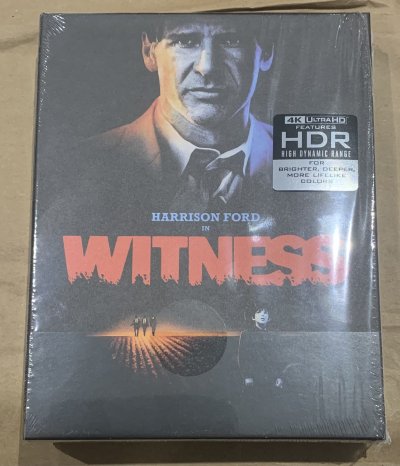 4K ULTRA HD
FEATURES
HDR
HIGH DYNAMIC RANGE
FOR
BRIGHTER, DEEPER,
MORE LIFELIKE
COLORS
HARRISON FORD
IN
WITNESS